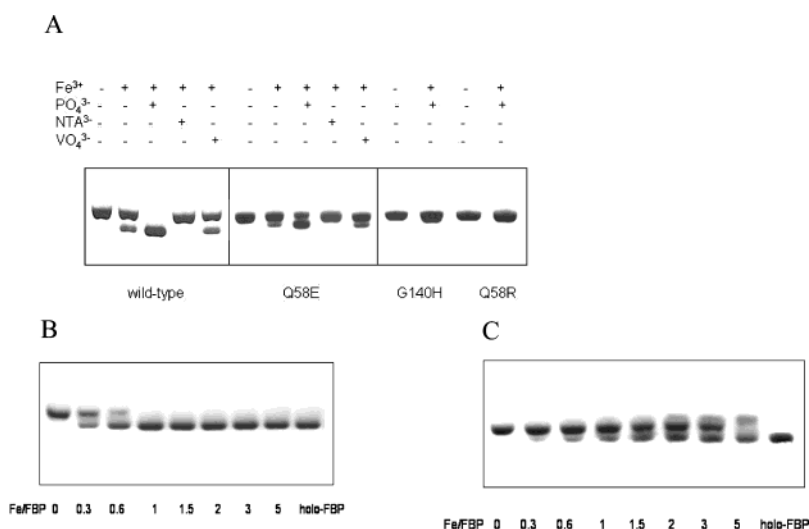 A
Fe3+ - + + + + - + + + + - + - +
PO43- - - + - - - - + - - - + - +
NTA3- - - - + - - - - + - - - - -
VO43- - - - - + - - - - + - - - -
wild-type Q58E G140H Q58R
B
C
Fe/FBP 0 0.3 0.6 1 1.5 2 3 5 holo-FBP
Fe/FBP 0 0.3 0.6 1 1.5 2 3 5 holo-FBP